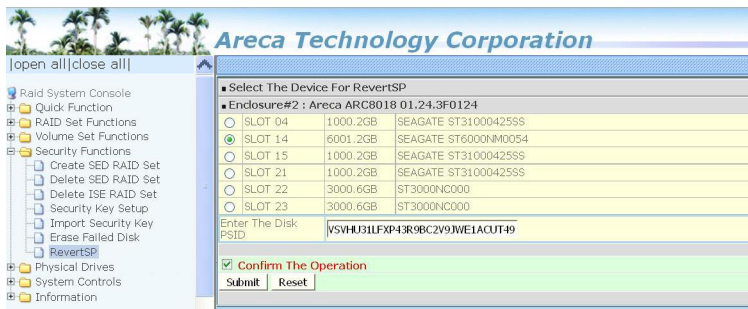 Areca Technology Corporation
|open all|close all|
Raid System Console
Quick Function
RAID Set Functions
Volume Set Functions
Security Functions
Create SED RAID Set
Delete SED RAID Set
Delete ISE RAID Set
Security Key Setup
Import Security Key
Erase Failed Disk
RevertSP
Physical Drives
System Controls
Information
Select The Device For RevertSP
Enclosure#2 : Areca ARC8018 01.24.3F0124
SLOT 04 1000.2GB SEAGATE ST31000425SS
SLOT 14 6001.2GB SEAGATE ST6000NM0054
SLOT 15 1000.2GB SEAGATE ST31000425SS
SLOT 21 1000.2GB SEAGATE ST31000425SS
SLOT 22 3000.6GB ST3000NC000
SLOT 23 3000.6GB ST3000NC000
Enter The Disk
PSID
VSVHU31LFXP43R9BC2V9JWE1ACUT49
Confirm The Operation
Submit Reset